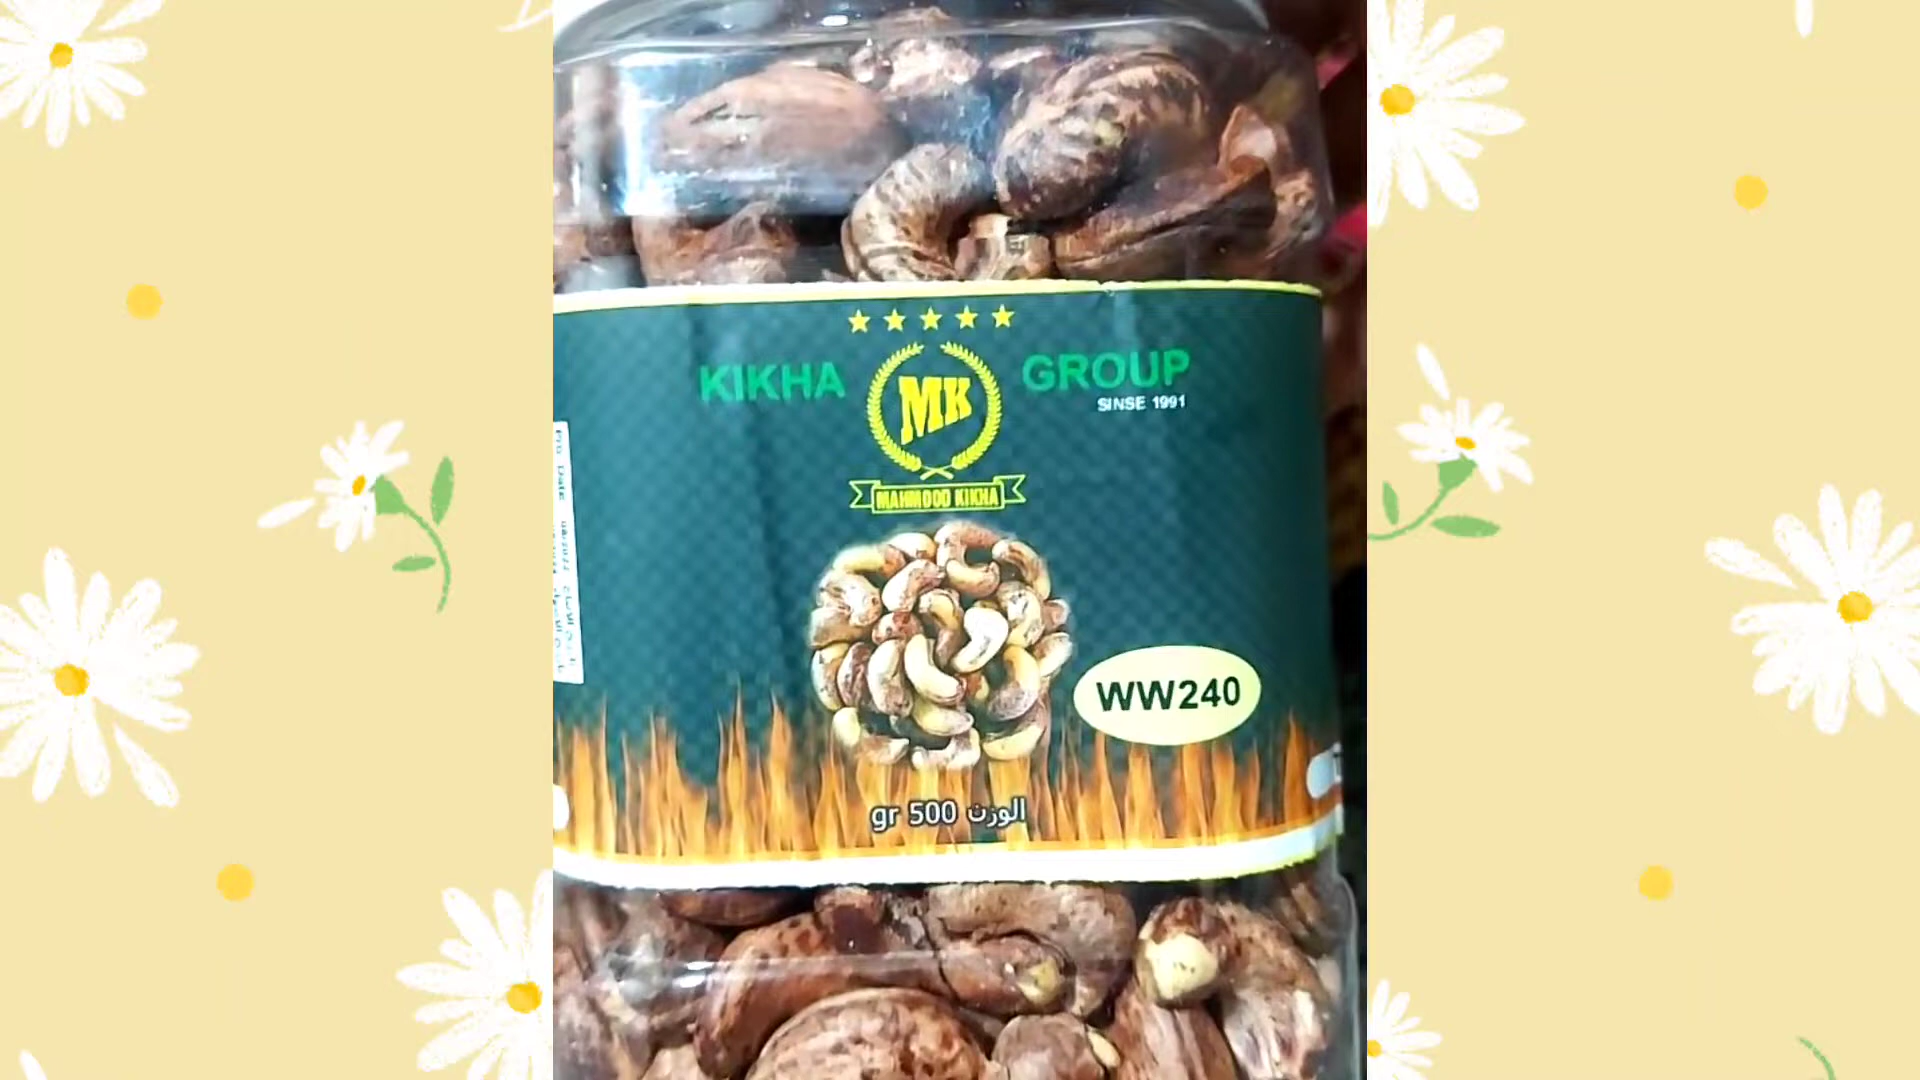 KIKHA MK GROUP
SINSE 1991
MAHMOOD KIKHA
WW240
الوزن 500 gr